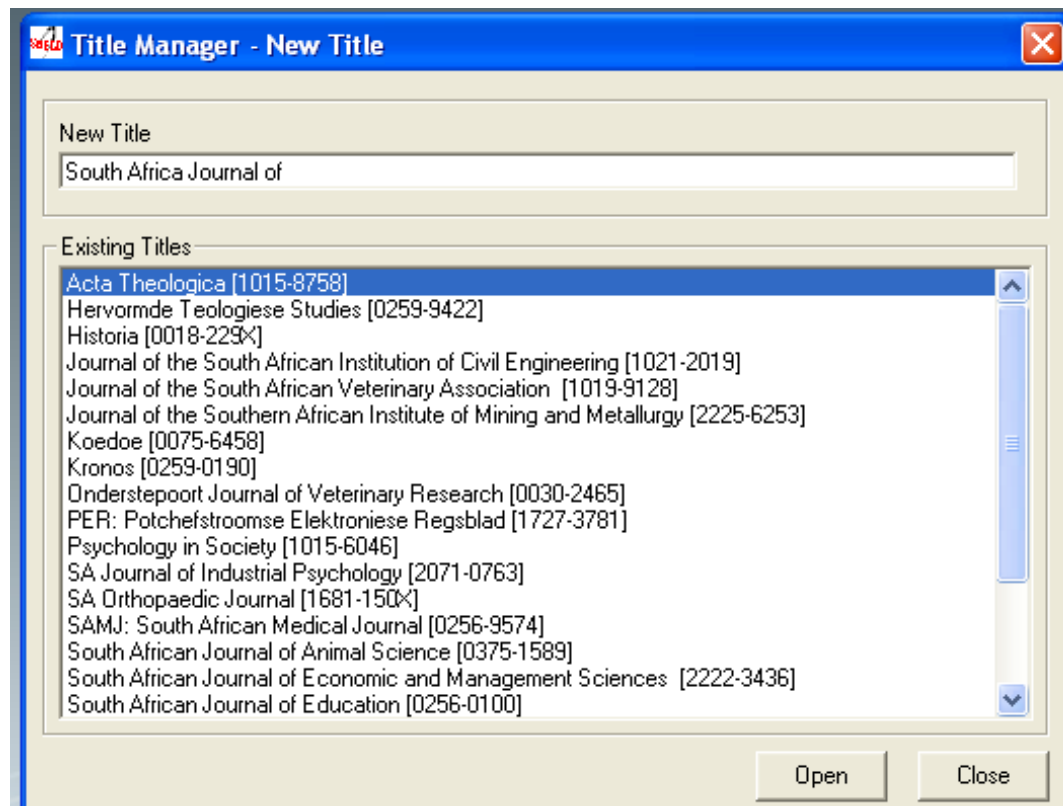 SHIELD Title Manager - New Title
New Title
South Africa Journal of
Existing Titles
Acta Theologica [1015-8758]
Hervormde Teologiese Studies [0259-9422]
Historia [0018-229X]
Journal of the South African Institution of Civil Engineering [1021-2019]
Journal of the South African Veterinary Association  [1019-9128]
Journal of the Southern African Institute of Mining and Metallurgy [2225-6253]
Koedoe [0075-6458]
Kronos [0259-0190]
Onderstepoort Journal of Veterinary Research [0030-2465]
PER: Potchefstroomse Elektroniese Regsblad [1727-3781]
Psychology in Society [1015-6046]
SA Journal of Industrial Psychology [2071-0763]
SA Orthopaedic Journal [1681-150X]
SAMJ: South African Medical Journal [0256-9574]
South African Journal of Animal Science [0375-1589]
South African Journal of Economic and Management Sciences  [2222-3436]
South African Journal of Education [0256-0100]
Open Close